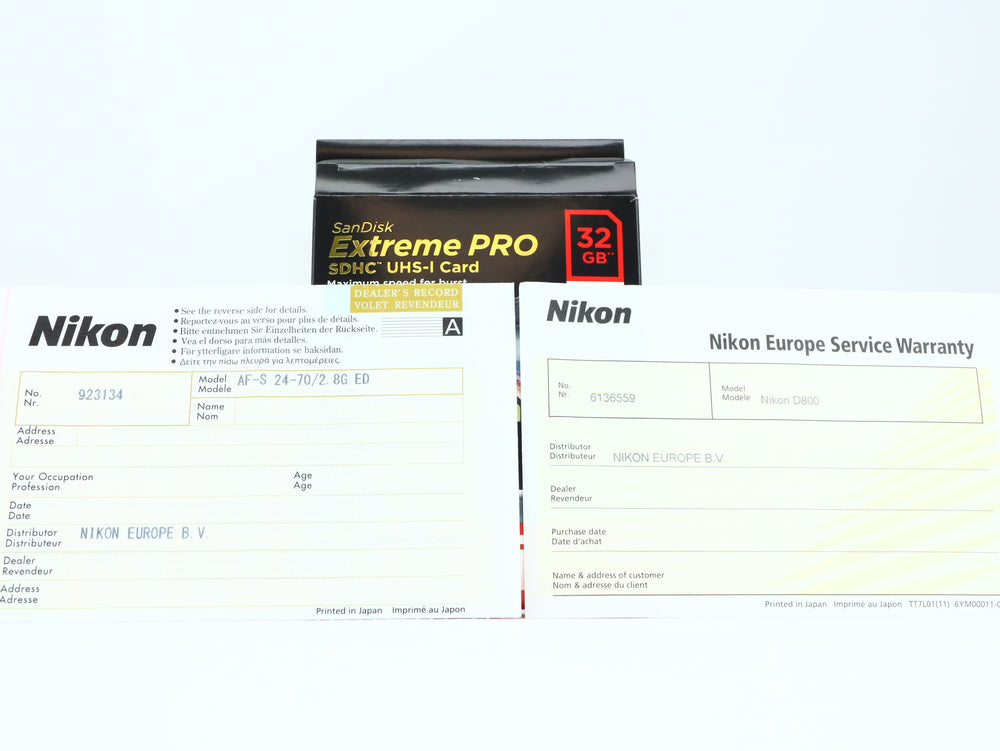 SanDisk
Extreme PRO
SDHC™ UHS-I Card
Maximum speed for burst
32
GB**
DEALER'S RECORD
VOLET REVENDEUR
Nikon
• See the reverse side for details.
• Reportez-vous au verso pour plus de détails.
• Bitte entnehmen Sie Einzelheiten der Rückseite.
• Vea el dorso para más detalles.
• För ytterligare information se baksidan.
• Δείτε την πίσω πλευρά για λεπτομέρειες.
A
No.
Nr.
923134
Model
Modèle
AF-S 24-70/2.8G ED
Name
Nom
Address
Adresse
Your Occupation
Profession
Age
Age
Date
Date
Distributor
Distributeur
NIKON EUROPE B.V.
Dealer
Revendeur
Address
Adresse
Printed in Japan Imprimé au Japon
Nikon
Nikon Europe Service Warranty
No.
Nr.
6136559
Model
Modèle
Nikon D800
Distributor
Distributeur
NIKON EUROPE B.V.
Dealer
Revendeur
Purchase date
Date d'achat
Name & address of customer
Nom & adresse du client
Printed in Japan Imprimé au Japon TT7L01(11) 6YM00011-0